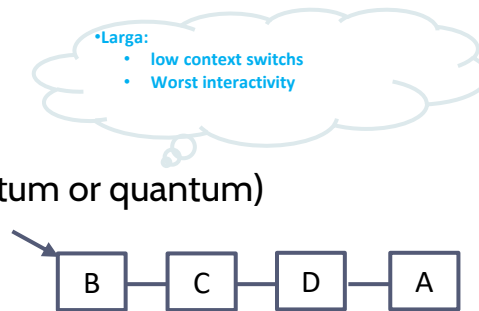 •Larga:
• low context switchs
• Worst interactivity
tum or quantum)
B C D A